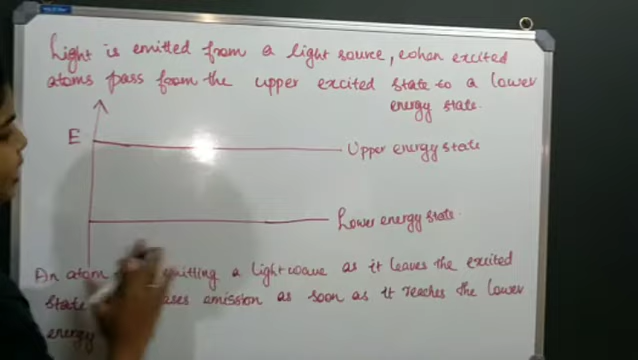 Light is emitted from a light source, when excited
atoms pass from the upper excited state to a lower
energy state.
E
Upper energy state
Lower energy state.
An atom emitting a light wave as it leaves the excited
state emission as soon as it reaches the lower
energy